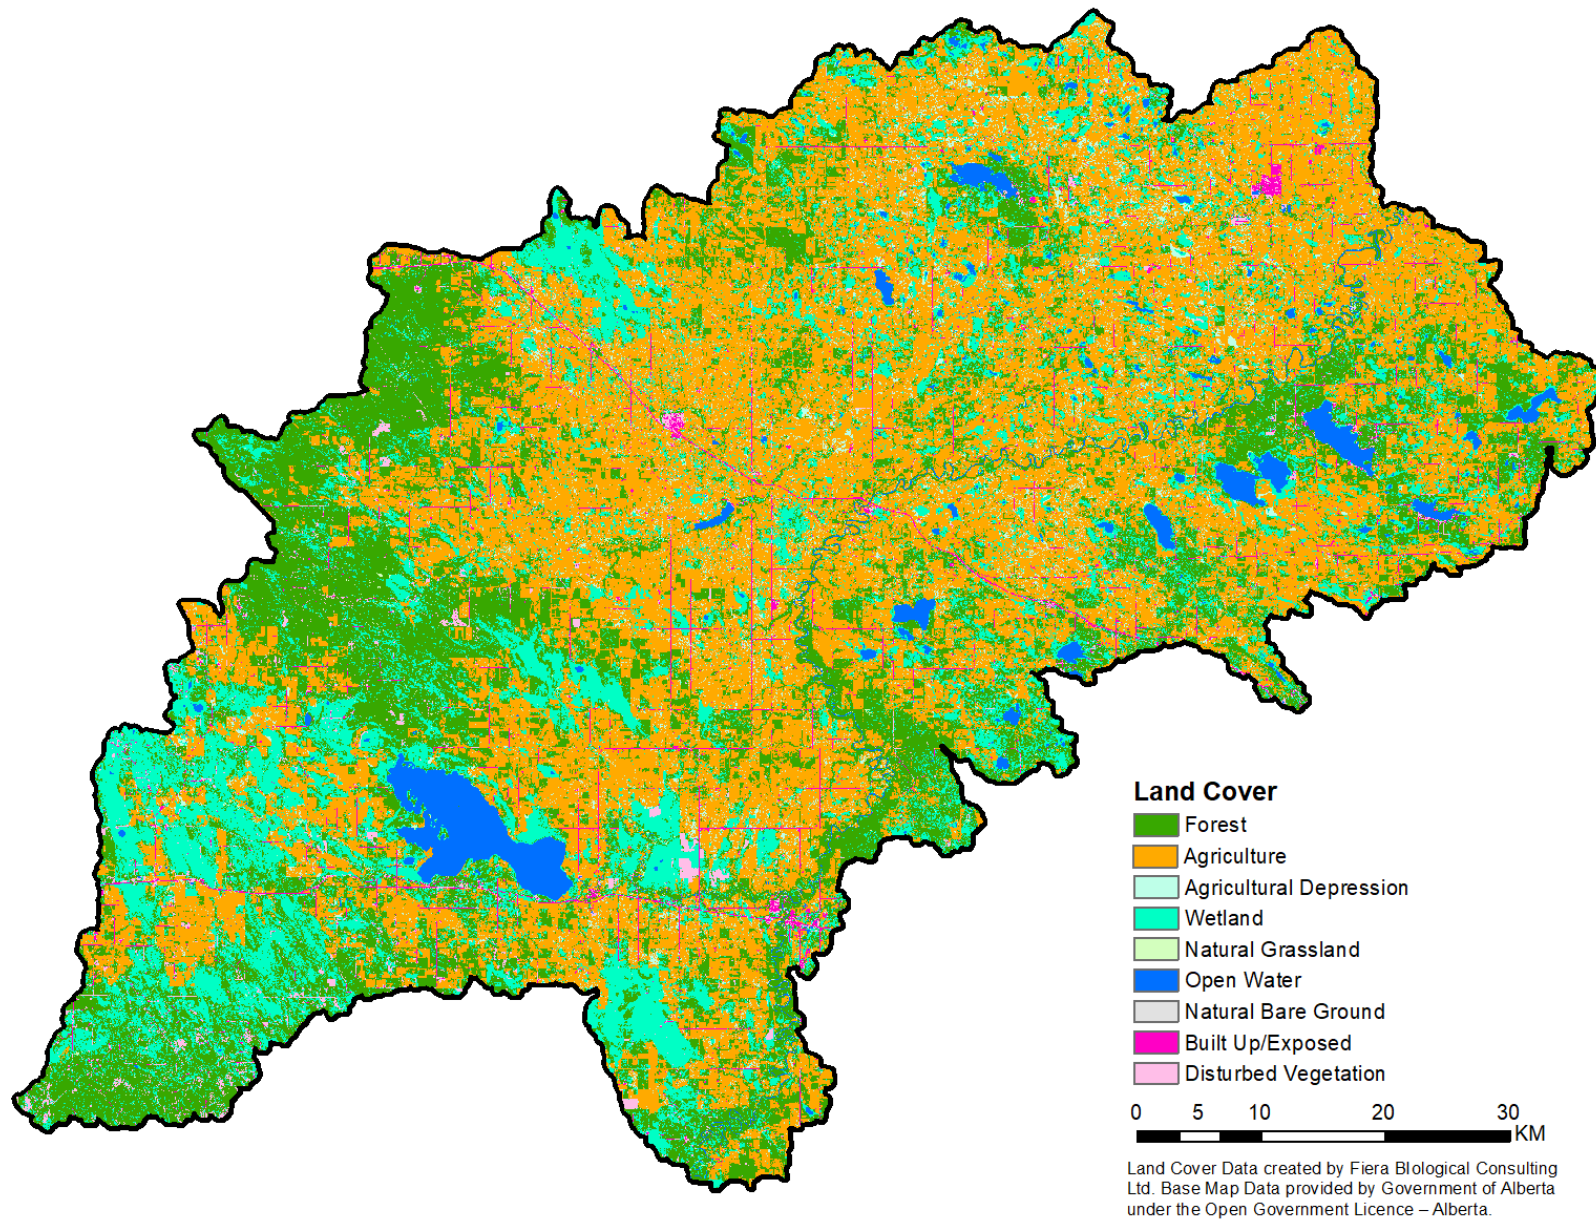 Land Cover
Forest
Agriculture
Agricultural Depression
Wetland
Natural Grassland
Open Water
Natural Bare Ground
Built Up/Exposed
Disturbed Vegetation
0 5 10 20 30
KM
Land Cover Data created by Fiera BIological Consulting
Ltd. Base Map Data provided by Government of Alberta
under the Open Government Licence – Alberta.